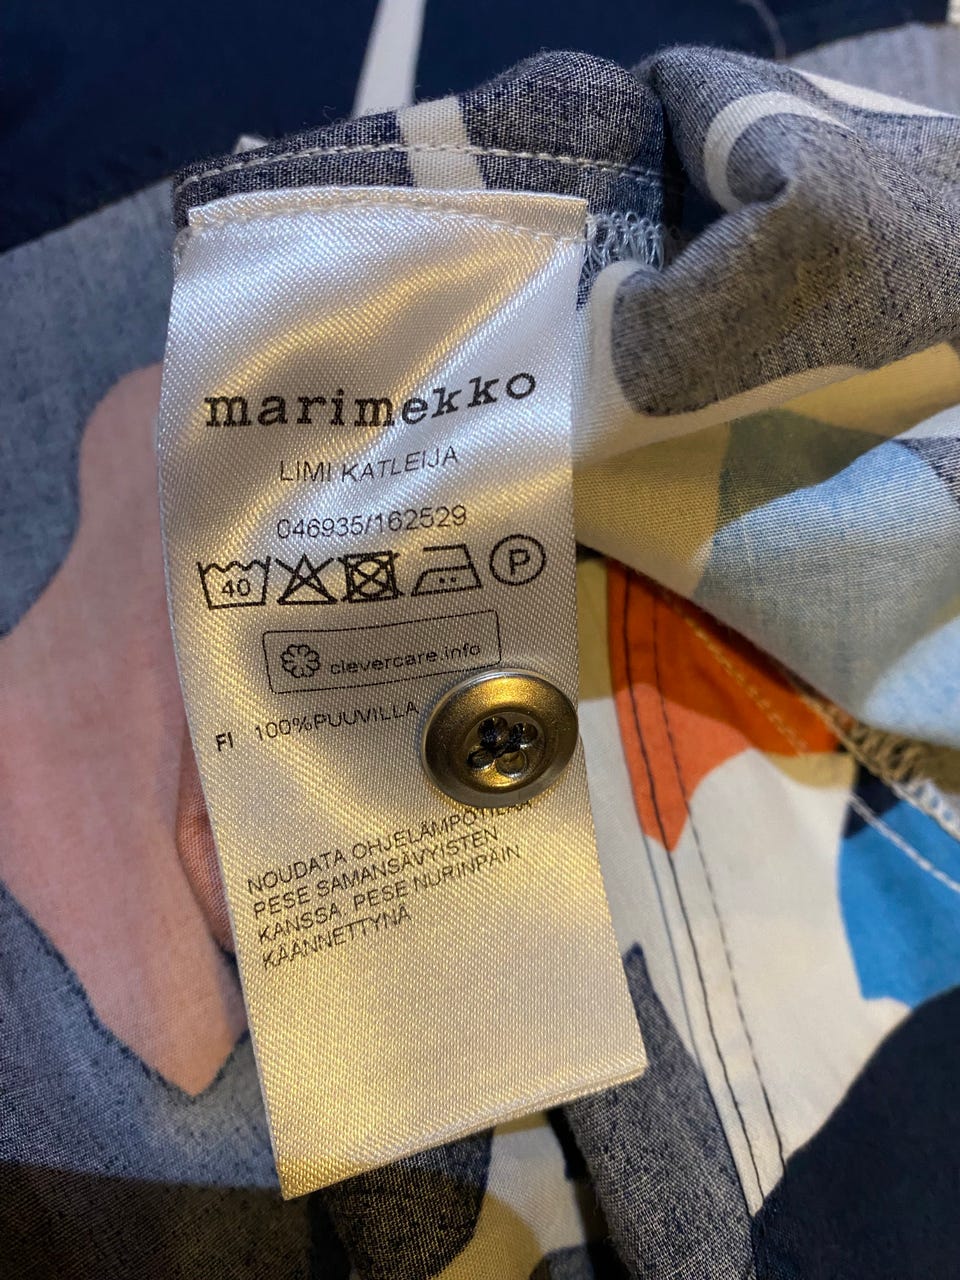 marimekko
LIMI KATLEIJA
046935/162529
40 P
clevercare.info
FI 100%PUUVILLA
NOUDATA OHJELÄMPÖTILAA
PESE SAMANSÄVYISTEN
KANSSA. PESE NURINPÄIN
KÄÄNNETTYNÄ